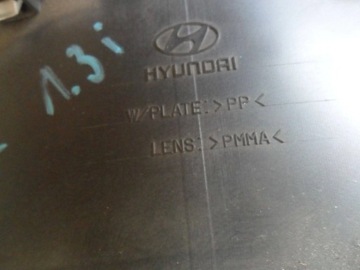 1.3i
HYUNDAI
W/PLATE:>PP<
LENS:>PMMA<